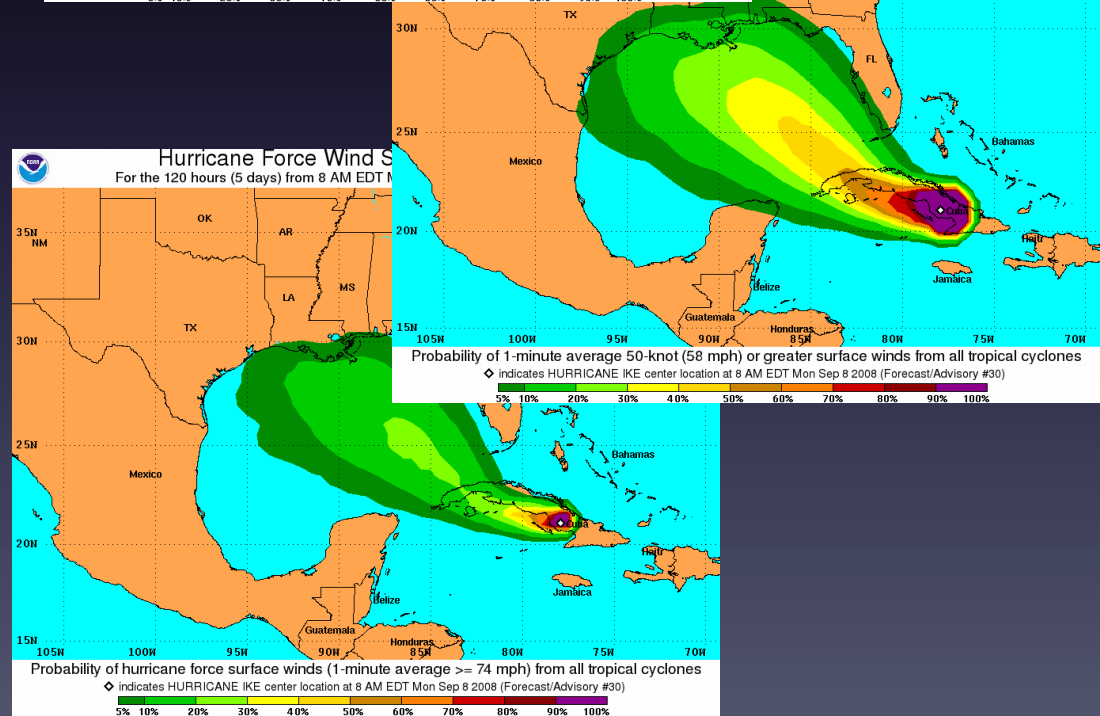 TX
30N
FL
25N
Bahamas
Mexico
Cuba
20N
Haiti
Jamaica
Belize
Guatemala
Honduras
15N
105W 100W 95W 90W 85W 80W 75W 70W
Probability of 1-minute average 50-knot (58 mph) or greater surface winds from all tropical cyclones
indicates HURRICANE IKE center location at 8 AM EDT Mon Sep 8 2008 (Forecast/Advisory #30)
5% 10% 20% 30% 40% 50% 60% 70% 80% 90% 100%
NOAA
Hurricane Force Wind S
For the 120 hours (5 days) from 8 AM EDT M
OK
35N
AR
NM
LA
MS
TX
30N
25N
Bahamas
Mexico
Cuba
20N
Haiti
Jamaica
Belize
Guatemala
Honduras
15N
105W 100W 95W 90W 85W 80W 75W 70W
Probability of hurricane force surface winds (1-minute average >= 74 mph) from all tropical cyclones
indicates HURRICANE IKE center location at 8 AM EDT Mon Sep 8 2008 (Forecast/Advisory #30)
5% 10% 20% 30% 40% 50% 60% 70% 80% 90% 100%